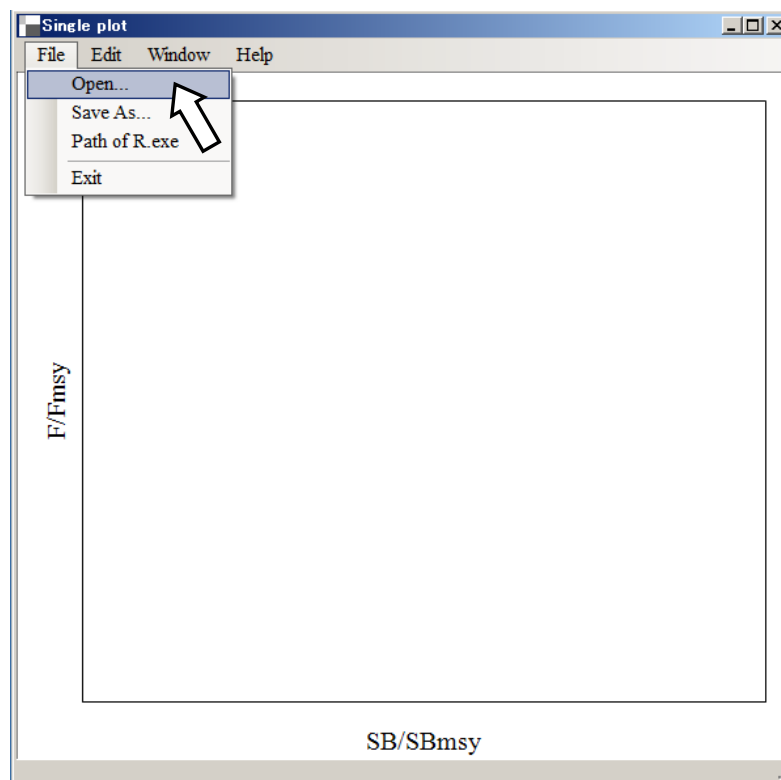 Single plot
File Edit Window Help
Open...
Save As...
Path of R.exe
Exit
F/Fmsy
SB/SBmsy